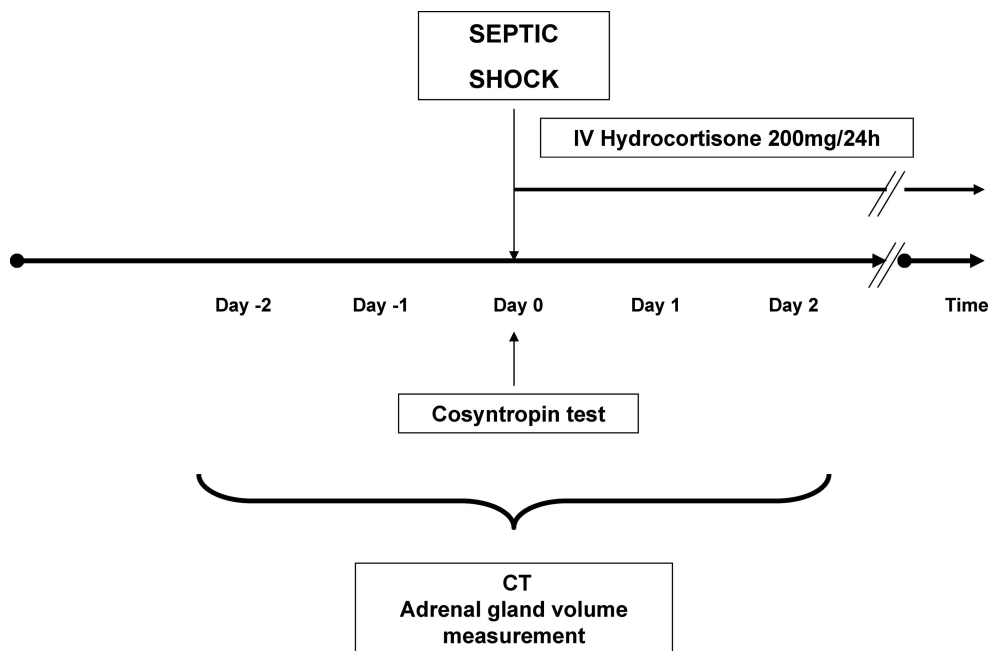 SEPTIC
SHOCK
IV Hydrocortisone 200mg/24h
Day -2 Day -1 Day 0 Day 1 Day 2 Time
Cosyntropin test
CT
Adrenal gland volume
measurement